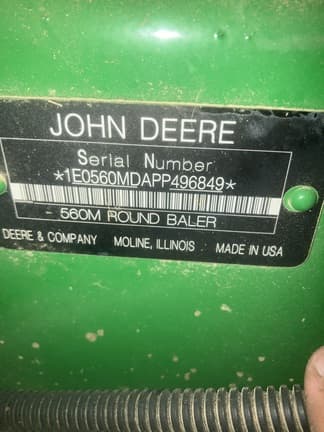 JOHN DEERE
Serial Number
*1E0560MDAPP496849*
560M ROUND BALER
DEERE & COMPANY MOLINE, ILLINOIS MADE IN USA